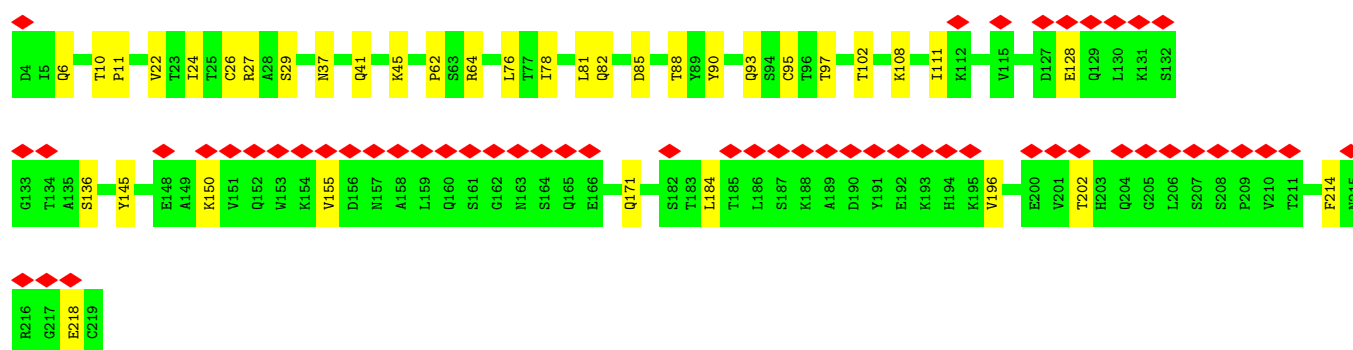 D4 I5 Q6 T10 P11 V22 T23 I24 T25 C26 R27 A28 S29 N37 Q41 K45 P62 S63 R64 L76 T77 I78 L81 Q82 D85 T88 Y89 Y90 Q93 S94 C95 T96 T97 T102 K108 I111 K112 V115 D127 E128 Q129 L130 K131 S132
G133 T134 A135 S136 Y145 E148 A149 K150 V151 Q152 W153 K154 V155 D156 N157 A158 L159 Q160 S161 G162 N163 S164 Q165 E166 Q171 S182 T183 L184 T185 L186 S187 K188 A189 D190 Y191 E192 K193 H194 K195 V196 E200 V201 T202 H203 Q204 G205 L206 S207 S208 P209 V210 T211 F214
R216 G217 E218 C219